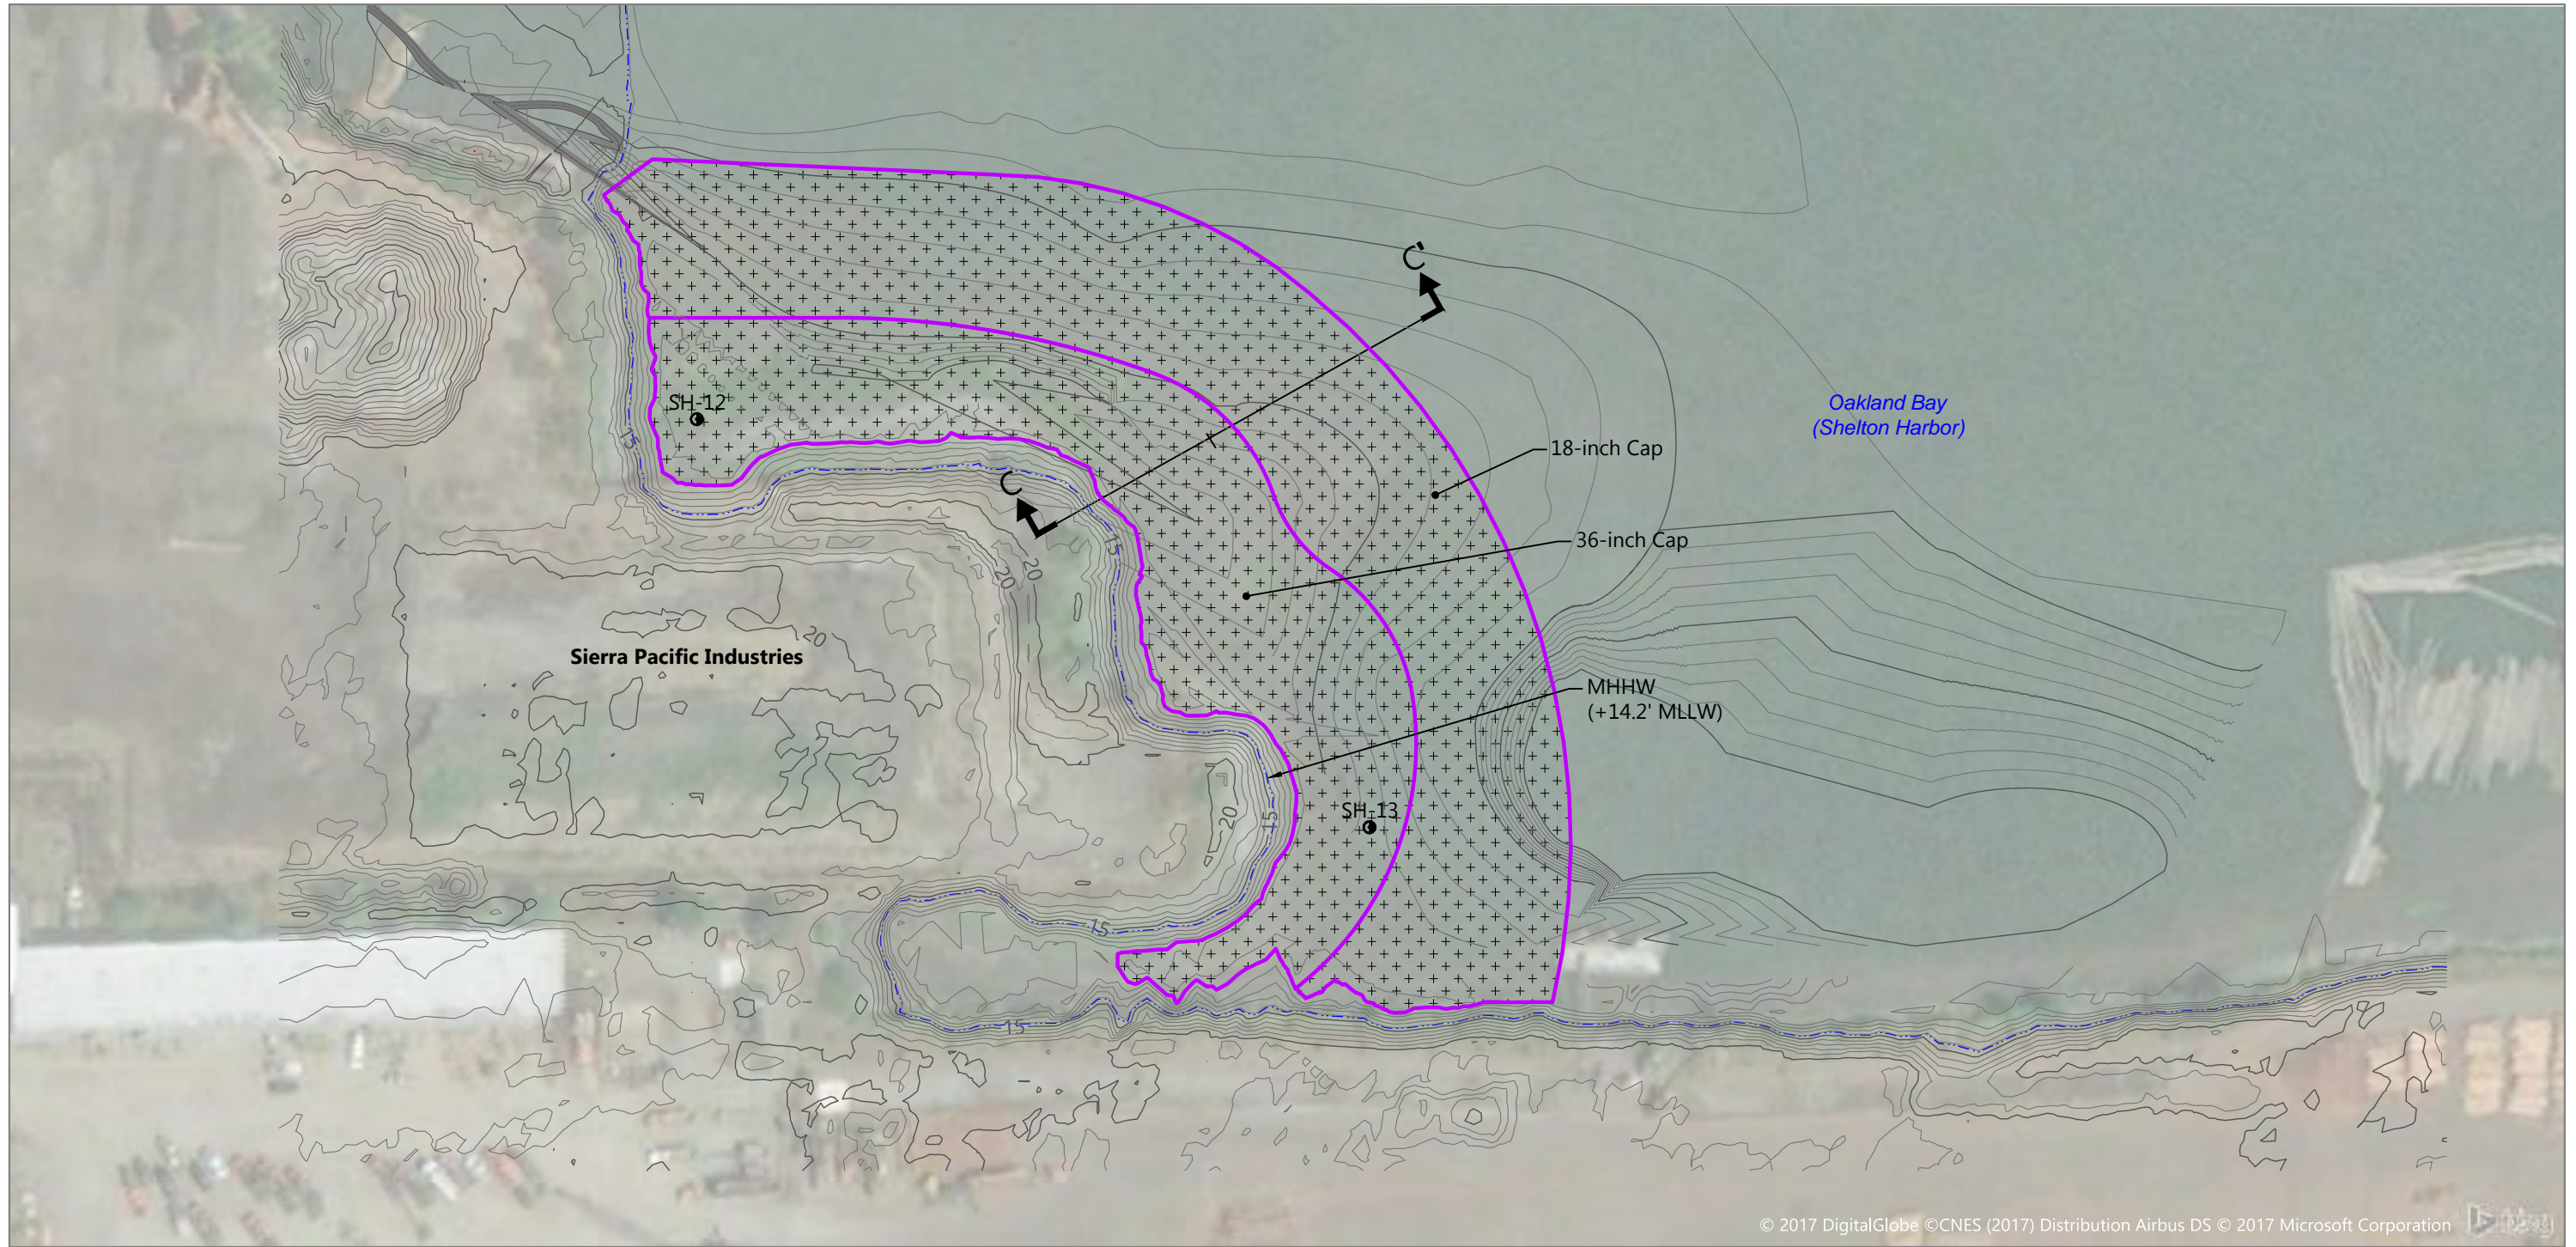 C'
Oakland Bay
(Shelton Harbor)
SH-12
15
18-inch Cap
C
15
36-inch Cap
20
20
20
Sierra Pacific Industries
MHHW
(+14.2' MLLW)
SH-13
20
15
15
15
© 2017 DigitalGlobe ©CNES (2017) Distribution Airbus DS © 2017 Microsoft Corporation